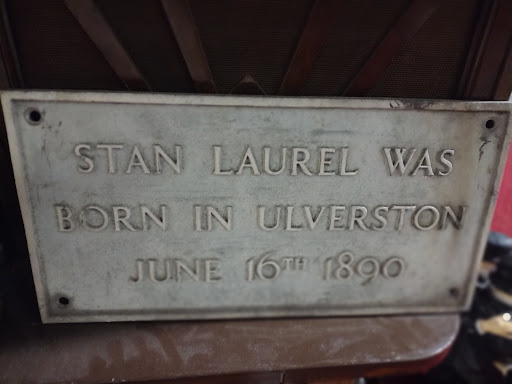 STAN LAUREL WAS
BORN IN ULVERSTON
JUNE 16TH 1890